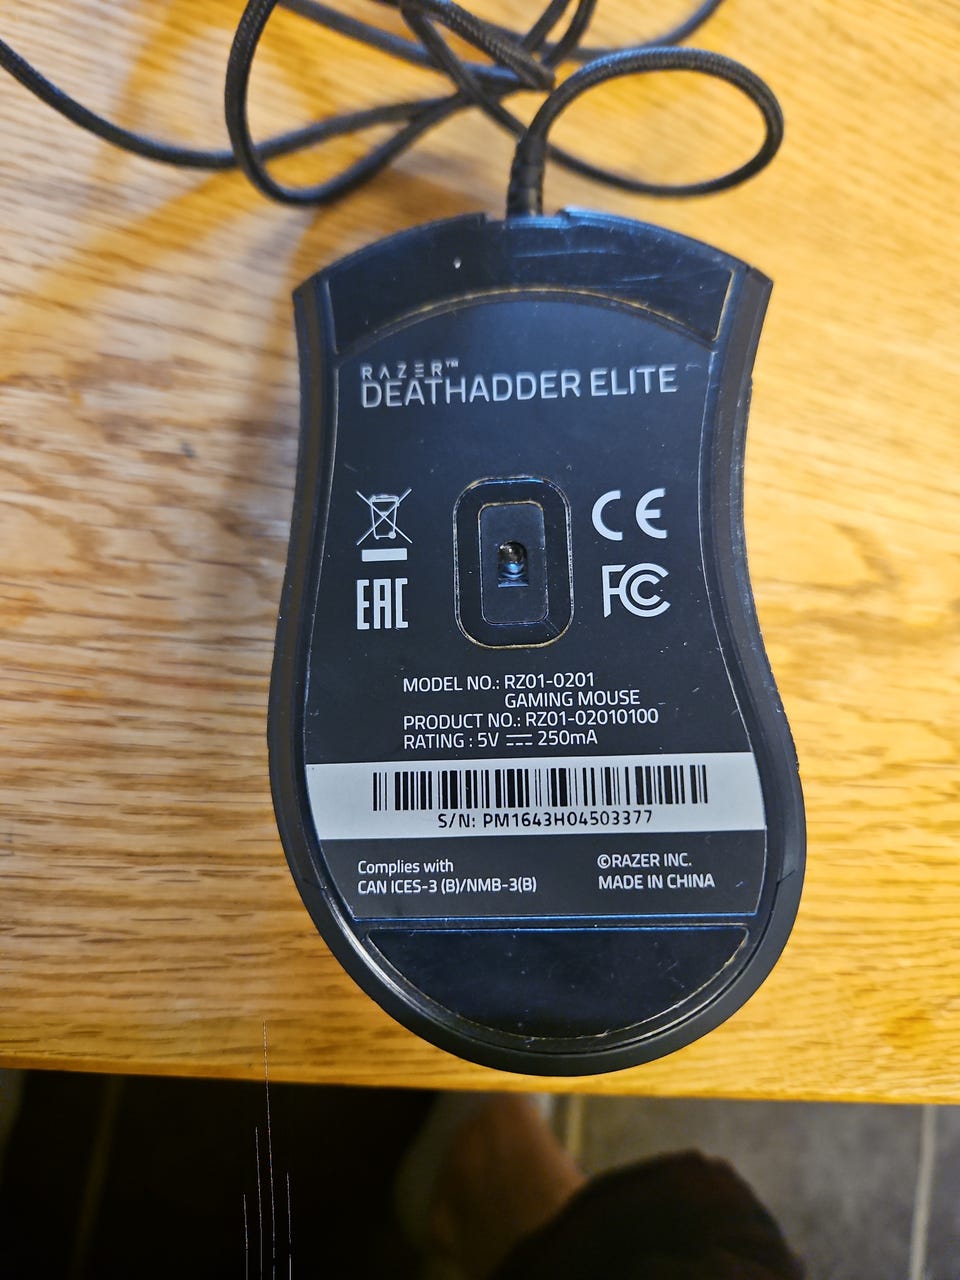 RAZER™
DEATHADDER ELITE
CE
EAC
FC
MODEL NO.: RZ01-0201
GAMING MOUSE
PRODUCT NO.: RZ01-02010100
RATING : 5V ⎓ 250mA
S/N: PM1643H04503377
Complies with
CAN ICES-3 (B)/NMB-3(B)
©RAZER INC.
MADE IN CHINA